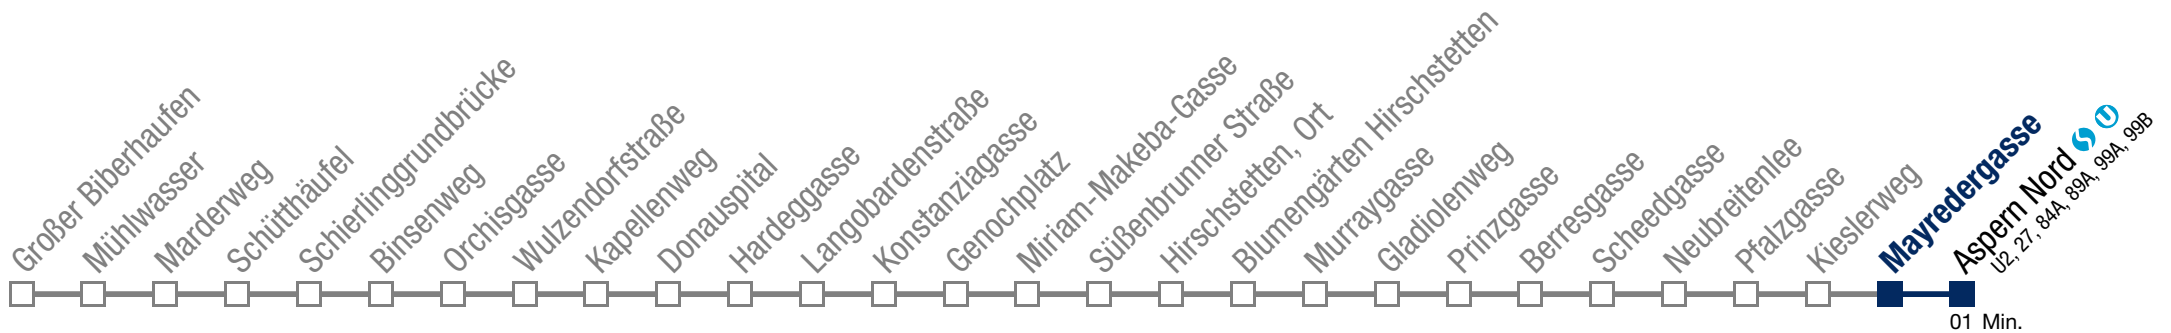 Großer Biberhaufen
Mühlwasser
Marderweg
Schütthäufel
Schierlinggrundbrücke
Binsenweg
Orchisgasse
Wulzendorfstraße
Kapellenweg
Donauspital
Hardeggasse
Langobardenstraße
Konstanziagasse
Genochplatz
Miriam-Makeba-Gasse
Süßenbrunner Straße
Hirschstetten, Ort
Blumengärten Hirschstetten
Murraygasse
Gladiolenweg
Prinzgasse
Berresgasse
Scheedgasse
Neubreitenlee
Pfalzgasse
Kieslerweg
Mayredergasse
Aspern Nord
U2, 27, 84A, 89A, 99A, 99B
01 Min.